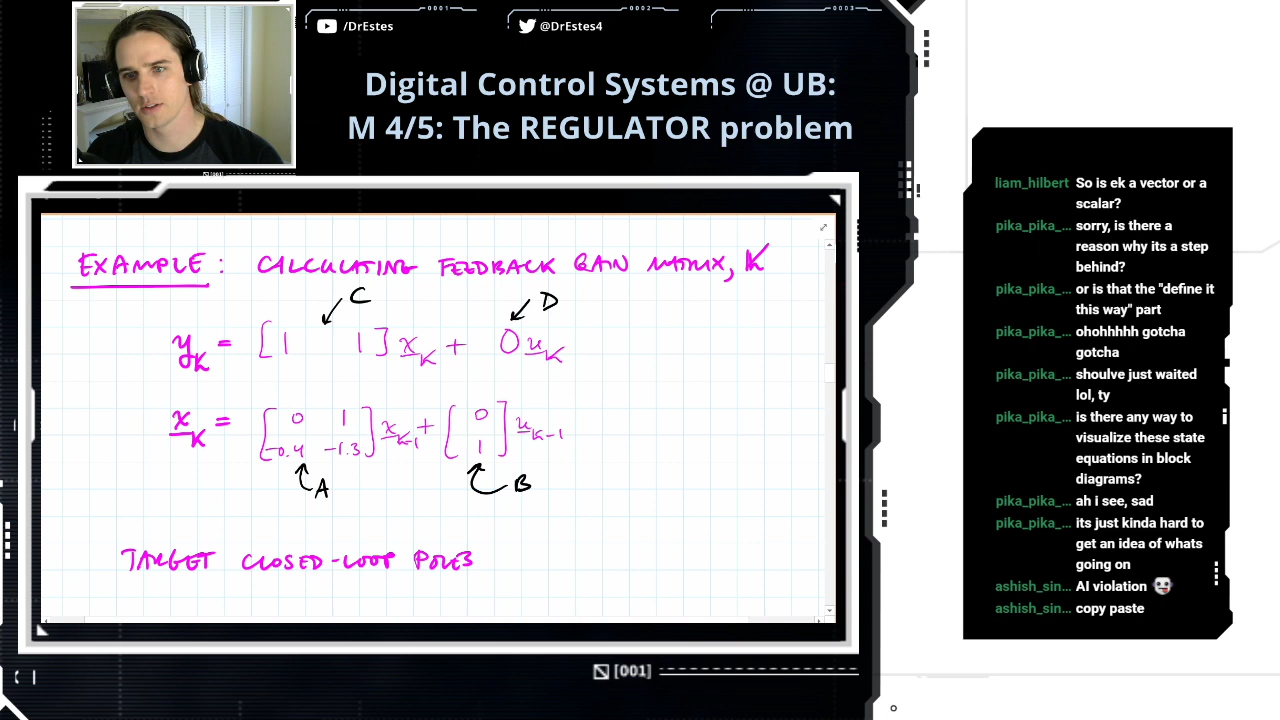 0001
0002
0003
/DrEstes
@DrEstes4
Digital Control Systems @ UB:
M 4/5: The REGULATOR problem
[001]
EXAMPLE: CALCULATING FEEDBACK GAIN MATRIX, K
C
D
y_K = [1 1] x_K + 0u_K
x_K = [0 1 -0.4 -1.3] x_K-1 + [0 1] u_K-1
A
B
TARGET CLOSED-LOOP POLES
[001]
liam_hilbert So is ek a vector or a
scalar?
pika_pika_... sorry, is there a
reason why its a step
behind?
pika_pika_... or is that the "define it
this way" part
pika_pika_... ohohhhhh gotcha
gotcha
pika_pika_... shoulve just waited
lol, ty
pika_pika_... is there any way to
visualize these state
equations in block
diagrams?
pika_pika_... ah i see, sad
pika_pika_... its just kinda hard to
get an idea of whats
going on
ashish_sin... AI violation
ashish_sin... copy paste